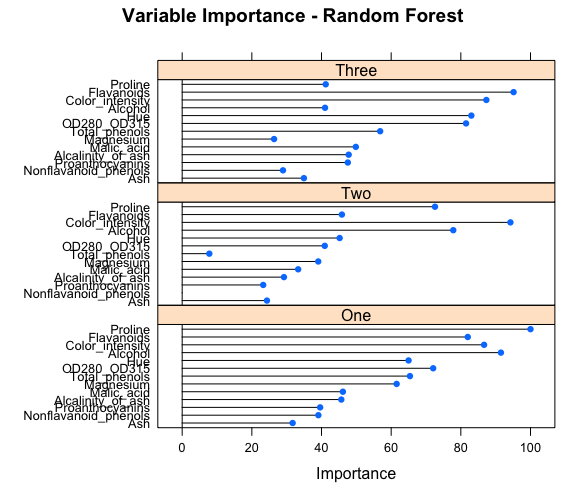 Variable Importance - Random Forest
Three
Proline
Flavanoids
Color_intensity
Alcohol
Hue
OD280_OD315
Total_phenols
Magnesium
Malic_acid
Alcalinity_of_ash
Proanthocyanins
Nonflavanoid_phenols
Ash
Two
Proline
Flavanoids
Color_intensity
Alcohol
Hue
OD280_OD315
Total_phenols
Magnesium
Malic_acid
Alcalinity_of_ash
Proanthocyanins
Nonflavanoid_phenols
Ash
One
Proline
Flavanoids
Color_intensity
Alcohol
Hue
OD280_OD315
Total_phenols
Magnesium
Malic_acid
Alcalinity_of_ash
Proanthocyanins
Nonflavanoid_phenols
Ash
0 20 40 60 80 100
Importance